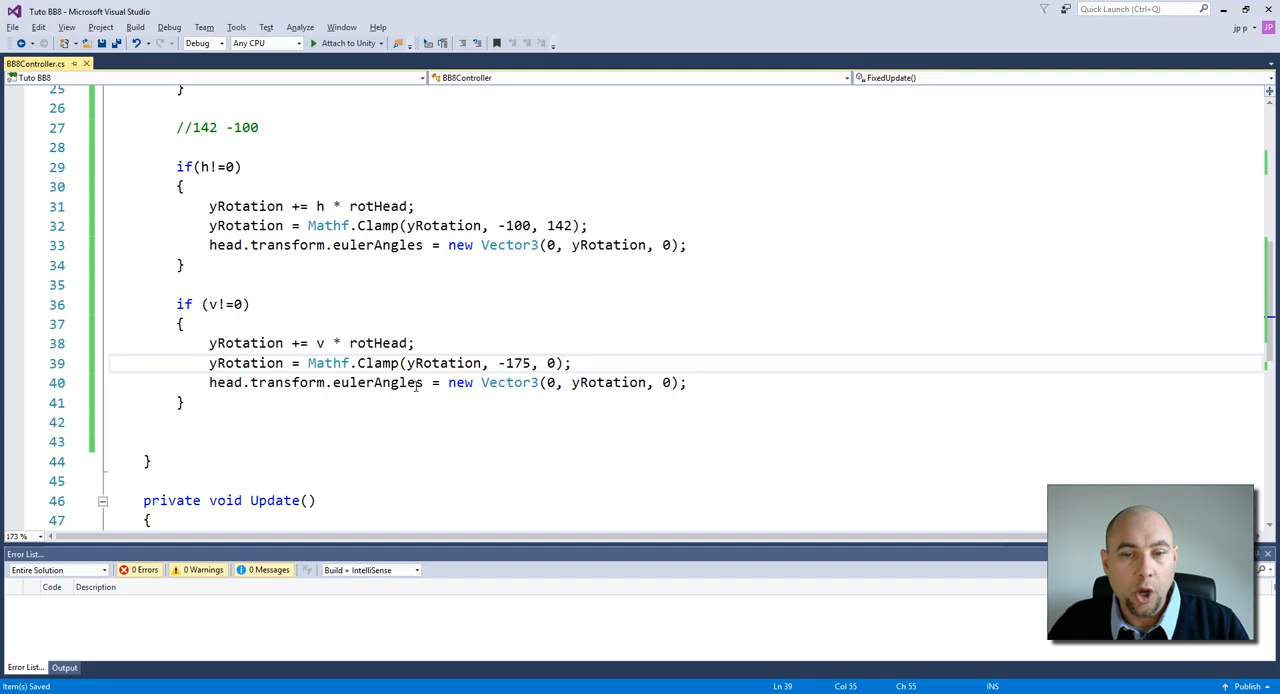 Tuto BB8 - Microsoft Visual Studio
Quick Launch (Ctrl+Q)
File Edit View Project Build Debug Team Tools Test Analyze Window Help
jp p
JP
Debug Any CPU Attach to Unity
BB8Controller.cs
Tuto BB8 BB8Controller FixedUpdate()
25 }
26
27 //142 -100
28
29 if(h!=0)
30 {
31 yRotation += h * rotHead;
32 yRotation = Mathf.Clamp(yRotation, -100, 142);
33 head.transform.eulerAngles = new Vector3(0, yRotation, 0);
34 }
35
36 if (v!=0)
37 {
38 yRotation += v * rotHead;
39 yRotation = Mathf.Clamp(yRotation, -175, 0);
40 head.transform.eulerAngles = new Vector3(0, yRotation, 0);
41 }
42
43
44 }
45
46 private void Update()
47 {
173 %
Error List...
Entire Solution 0 Errors 0 Warnings 0 Messages Build + IntelliSense
Code Description
Error List... Output
Item(s) Saved Ln 39 Col 55 Ch 55 INS Publish